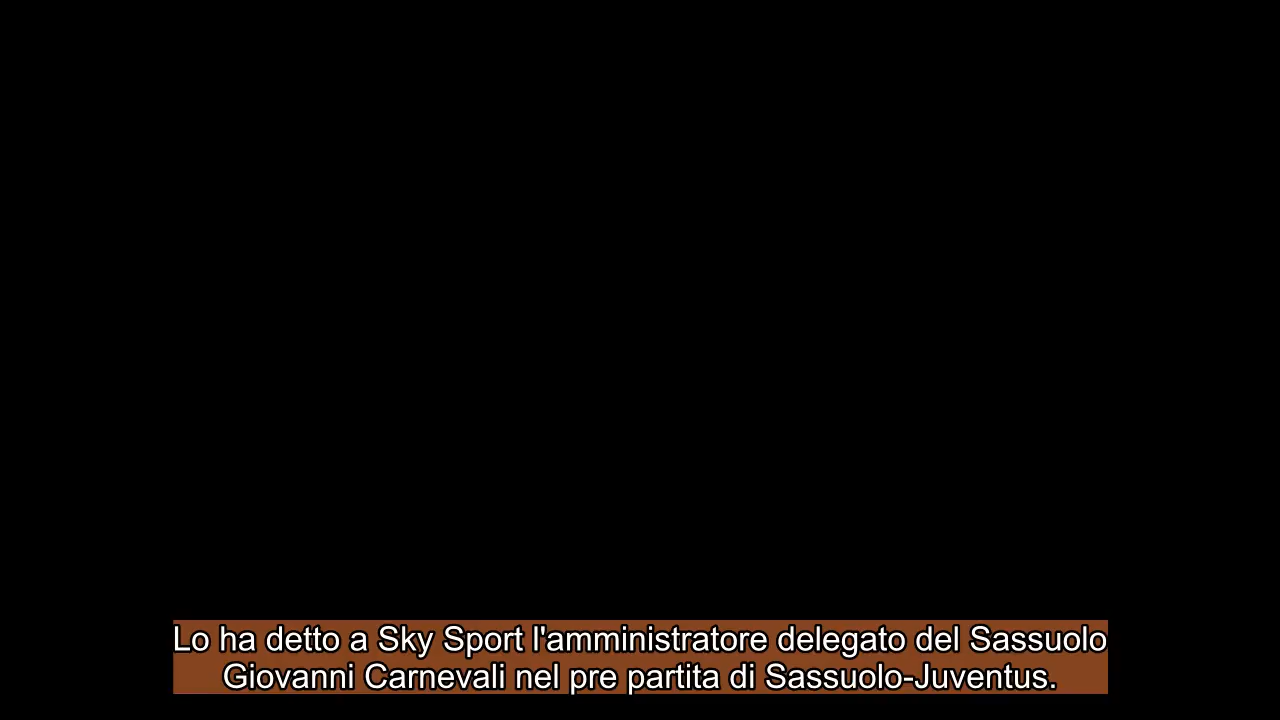 Lo ha detto a Sky Sport l'amministratore delegato del Sassuolo
Giovanni Carnevali nel pre partita di Sassuolo-Juventus.